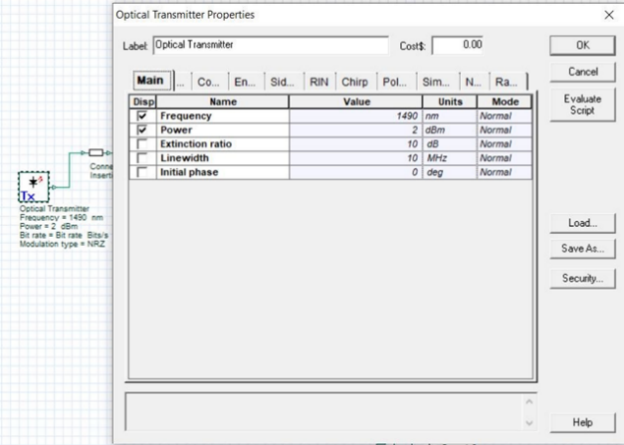 Optical Transmitter Properties
Label: Optical Transmitter Cost$: 0.00 OK
Main ... Co... En... Sid... RIN Chirp Pol... Sim... N... Ra... Cancel
Disp Name Value Units Mode Evaluate Script
Frequency 1490 nm Normal
Power 2 dBm Normal
Extinction ratio 10 dB Normal
Linewidth 10 MHz Normal
Initial phase 0 deg Normal
Conne
Inserti
Tx
Optical Transmitter
Frequency = 1490 nm
Power = 2 dBm
Bit rate = Bit rate Bits/s
Modulation type = NRZ
Load...
Save As...
Security...
Help